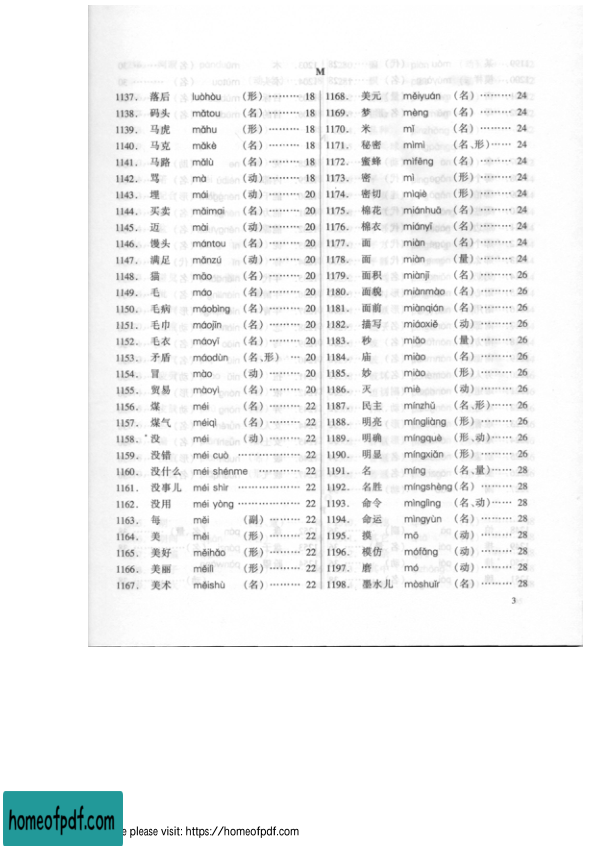 M
1137. 落后 luòhòu (形) ……… 18
1138. 码头 mǎtou (名) ……… 18
1139. 马虎 mǎhu (形) ……… 18
1140. 马克 mǎkè (名) ……… 18
1141. 马路 mǎlù (名) ……… 18
1142. 骂 mà (动) ……… 18
1143. 埋 mái (动) ……… 20
1144. 买卖 mǎimai (名) ……… 20
1145. 迈 mài (动) ……… 20
1146. 馒头 mántou (名) ……… 20
1147. 满足 mǎnzú (动) ……… 20
1148. 猫 māo (名) ……… 20
1149. 毛 máo (名) ……… 20
1150. 毛病 máobìng (名) ……… 20
1151. 毛巾 máojīn (名) ……… 20
1152. 毛衣 máoyī (名) ……… 20
1153. 矛盾 máodùn (名、形) … 20
1154. 冒 mào (动) ……… 20
1155. 贸易 màoyì (名) ……… 20
1156. 煤 méi (名) ……… 22
1157. 煤气 méiqì (名) ……… 22
1158. 没 méi (动) ……… 22
1159. 没错 méi cuò ……………… 22
1160. 没什么 méi shénme ………… 22
1161. 没事儿 méi shìr ……………… 22
1162. 没用 méi yòng ……………… 22
1163. 每 měi (副) ……… 22
1164. 美 měi (形) ……… 22
1165. 美好 měihǎo (形) ……… 22
1166. 美丽 měilì (形) ……… 22
1167. 美术 měishù (名) ……… 22
1168. 美元 měiyuán (名) ……… 24
1169. 梦 mèng (名) ……… 24
1170. 米 mǐ (名) ……… 24
1171. 秘密 mìmì (名、形)…… 24
1172. 蜜蜂 mìfēng (名) ……… 24
1173. 密 mì (形) ……… 24
1174. 密切 mìqiè (形) ……… 24
1175. 棉花 miánhuā (名) ……… 24
1176. 棉衣 miányī (名) ……… 24
1177. 面 miàn (名) ……… 24
1178. 面 miàn (量) ……… 24
1179. 面积 miànjī (名) ……… 26
1180. 面貌 miànmào (名) ……… 26
1181. 面前 miànqián (名) ……… 26
1182. 描写 miáoxiě (动) ……… 26
1183. 秒 miǎo (量) ……… 26
1184. 庙 miào (名) ……… 26
1185. 妙 miào (形) ……… 26
1186. 灭 miè (动) ……… 26
1187. 民主 mínzhǔ (名、形)…… 26
1188. 明亮 míngliàng (形) ……… 26
1189. 明确 míngquè (形、动)…… 26
1190. 明显 míngxiǎn (形) ……… 26
1191. 名 míng (名、量)…… 28
1192. 名胜 míngshèng(名) ……… 28
1193. 命令 mìnglìng (名、动)…… 28
1194. 命运 mìngyùn (名) ……… 28
1195. 摸 mō (动) ……… 28
1196. 模仿 mófǎng (动) ……… 28
1197. 磨 mó (动) ……… 28
1198. 墨水儿 mòshuǐr (名) ……… 28
3
homeofpdf.com
e please visit: https://homeofpdf.com